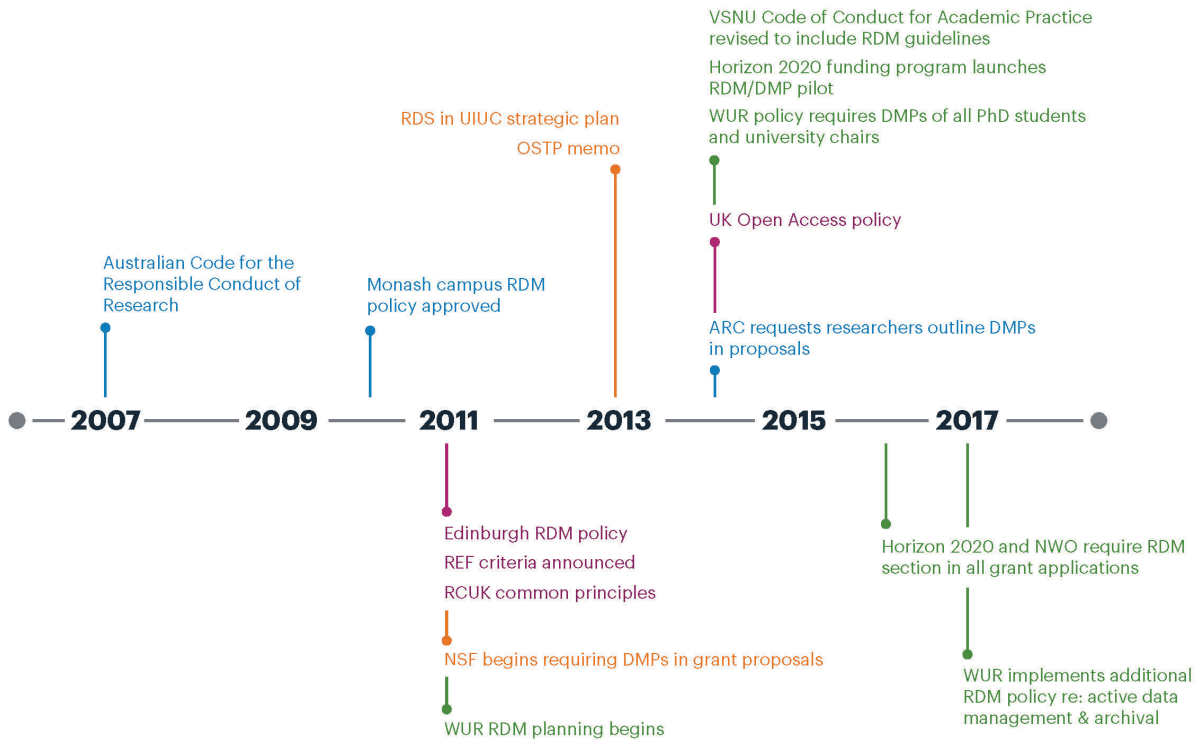 VSNU Code of Conduct for Academic Practice
revised to include RDM guidelines
Horizon 2020 funding program launches
RDM/DMP pilot
WUR policy requires DMPs of all PhD students
and university chairs
RDS in UIUC strategic plan
OSTP memo
UK Open Access policy
Australian Code for the
Responsible Conduct of
Research
Monash campus RDM
policy approved
ARC requests researchers outline DMPs
in proposals
2007 2009 2011 2013 2015 2017
Edinburgh RDM policy
REF criteria announced
RCUK common principles
NSF begins requiring DMPs in grant proposals
WUR RDM planning begins
Horizon 2020 and NWO require RDM
section in all grant applications
WUR implements additional
RDM policy re: active data
management & archival